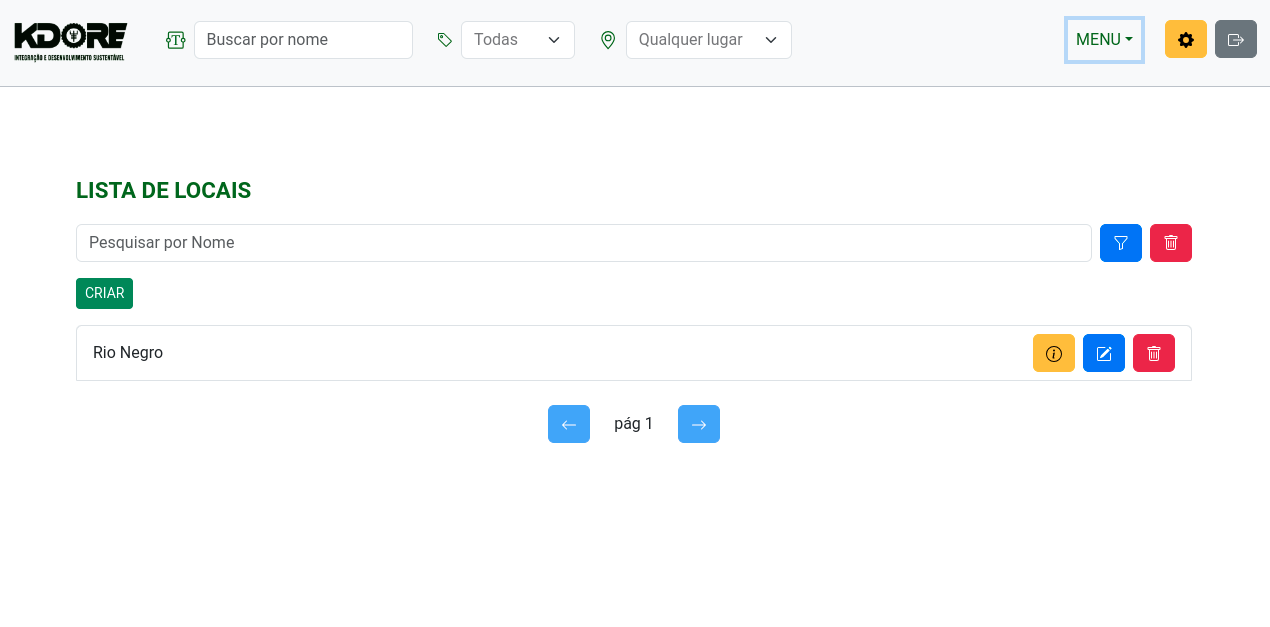 KDORE
INTEGRAÇÃO E DESENVOLVIMENTO SUSTENTÁVEL
T
Buscar por nome
Todas
Qualquer lugar
MENU
LISTA DE LOCAIS
Pesquisar por Nome
CRIAR
Rio Negro
pág 1